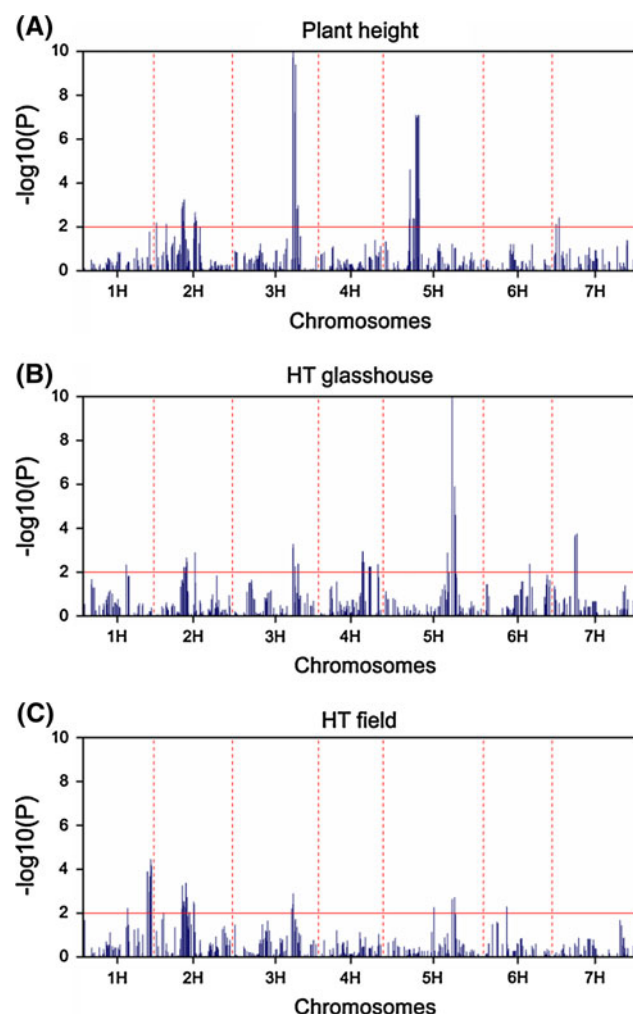 (A)
Plant height
10
8
6
4
2
0
-log10(P)
1H 2H 3H 4H 5H 6H 7H
Chromosomes
(B)
HT glasshouse
10
8
6
4
2
0
-log10(P)
1H 2H 3H 4H 5H 6H 7H
Chromosomes
(C)
HT field
10
8
6
4
2
0
-log10(P)
1H 2H 3H 4H 5H 6H 7H
Chromosomes